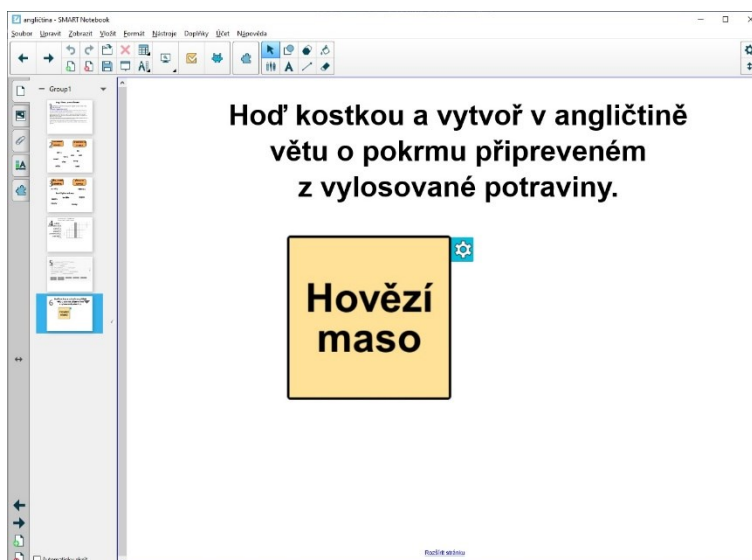 angličtina - SMART Notebook
Soubor Upravit Zobrazit Vložit Formát Nástroje Doplňky Účet Nápověda
Group1
Hoď kostkou a vytvoř v angličtině
větu o pokrmu připreveném
z vylosované potraviny.
Hovězí
maso
Rozšířit stránku